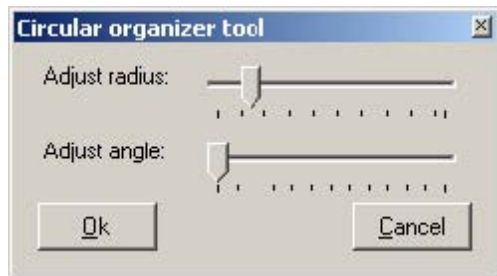 Circular organizer tool
Adjust radius:
Adjust angle:
Ok
Cancel